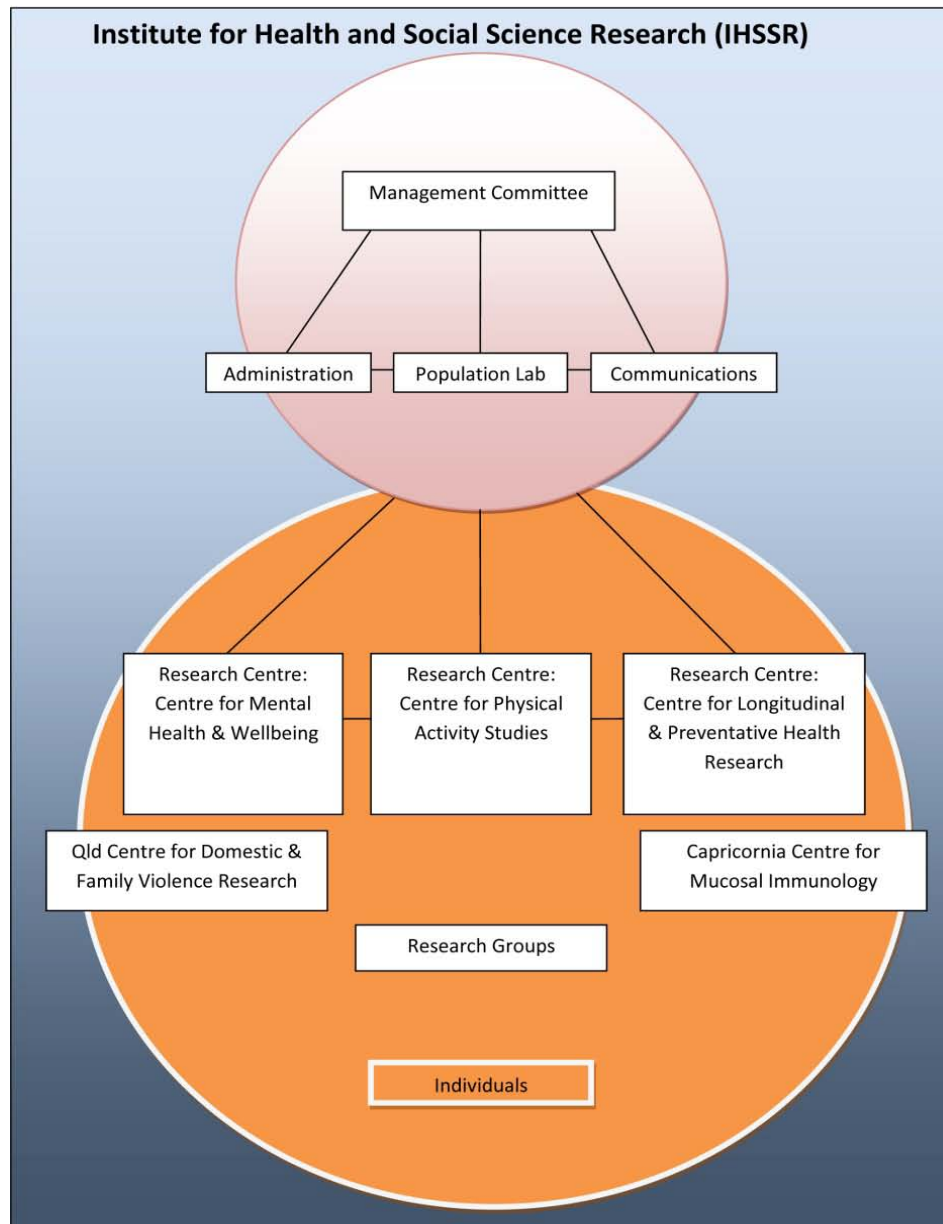 Institute for Health and Social Science Research (IHSSR)
Management Committee
Administration
Population Lab
Communications
Research Centre:
Centre for Mental
Health & Wellbeing
Research Centre:
Centre for Physical
Activity Studies
Research Centre:
Centre for Longitudinal
& Preventative Health
Research
Qld Centre for Domestic &
Family Violence Research
Capricornia Centre for
Mucosal Immunology
Research Groups
Individuals